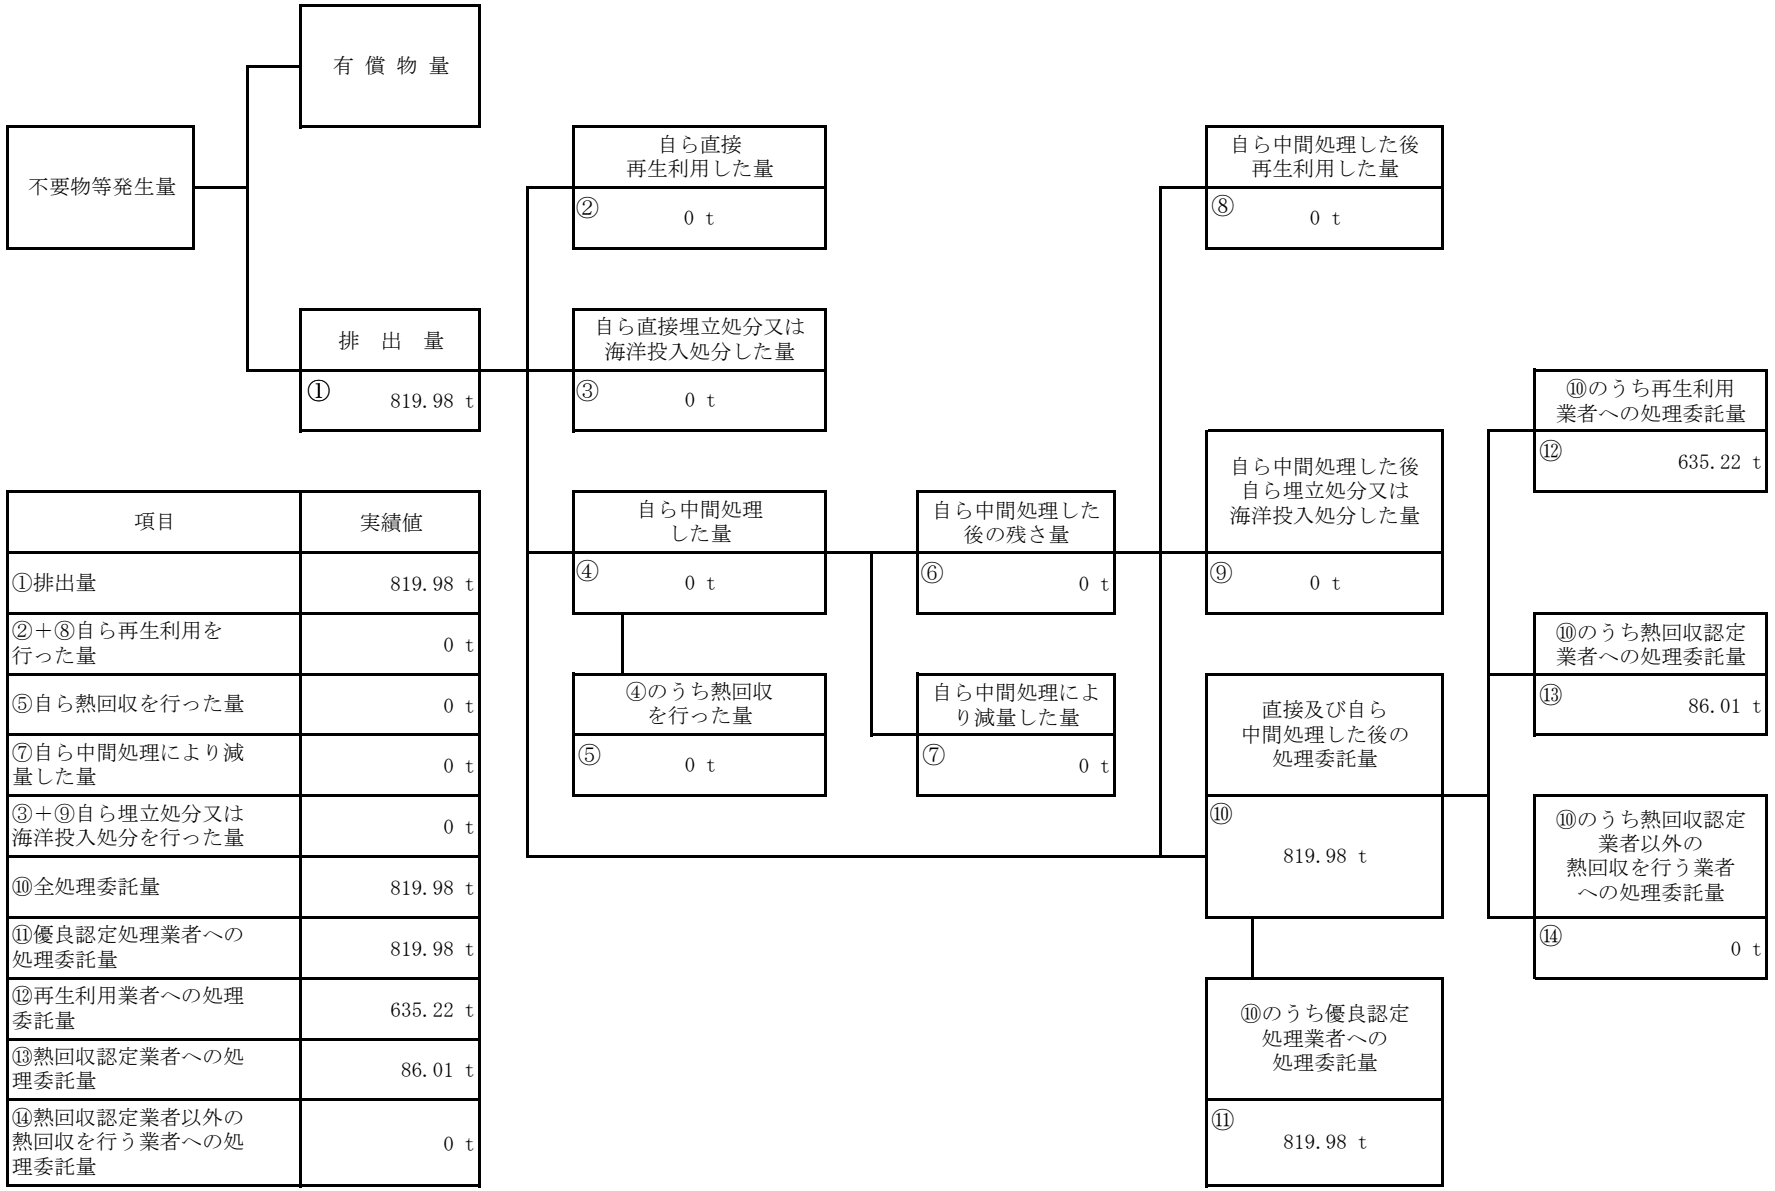 有 償 物 量
不要物等発生量
自ら直接
再生利用した量
②
0 t
自ら中間処理した後
再生利用した量
⑧
0 t
排 出 量
①
819.98 t
自ら直接埋立処分又は
海洋投入処分した量
③
0 t
⑩のうち再生利用
業者への処理委託量
⑫
635.22 t
自ら中間処理
した量
④
0 t
自ら中間処理した
後の残さ量
⑥
0 t
自ら中間処理した後
自ら埋立処分又は
海洋投入処分した量
⑨
0 t
⑩のうち熱回収認定
業者への処理委託量
⑬
86.01 t
④のうち熱回収
を行った量
⑤
0 t
自ら中間処理によ
り減量した量
⑦
0 t
直接及び自ら
中間処理した後の
処理委託量
⑩
819.98 t
⑩のうち熱回収認定
業者以外の
熱回収を行う業者
への処理委託量
⑭
0 t
⑩のうち優良認定
処理業者への
処理委託量
⑪
819.98 t
項目 実績値
①排出量 819.98 t
②+⑧自ら再生利用を
行った量 0 t
⑤自ら熱回収を行った量 0 t
⑦自ら中間処理により減
量した量 0 t
③+⑨自ら埋立処分又は
海洋投入処分を行った量 0 t
⑩全処理委託量 819.98 t
⑪優良認定処理業者への
処理委託量 819.98 t
⑫再生利用業者への処理
委託量 635.22 t
⑬熱回収認定業者への処
理委託量 86.01 t
⑭熱回収認定業者以外の
熱回収を行う業者への処
理委託量 0 t